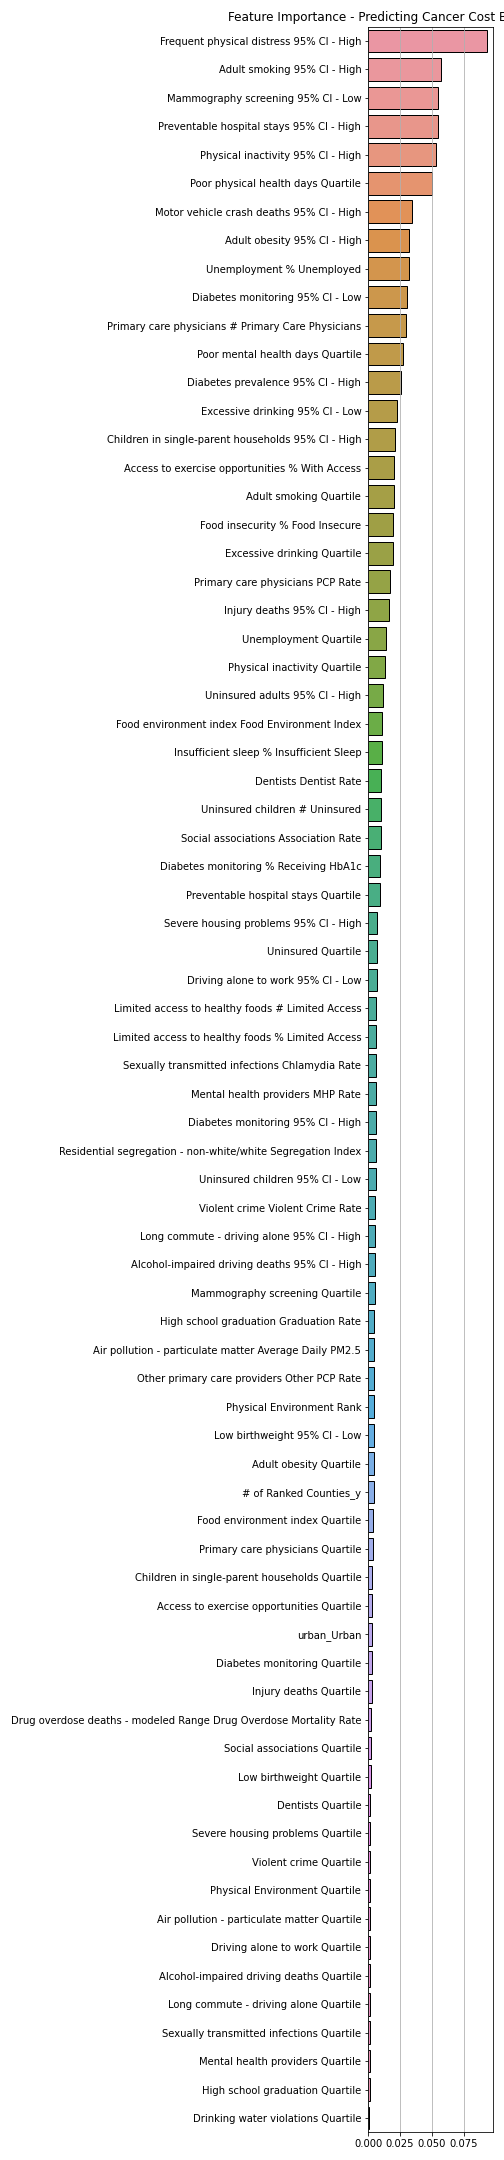 Feature Importance - Predicting Cancer Cost
Frequent physical distress 95% CI - High
Adult smoking 95% CI - High
Mammography screening 95% CI - Low
Preventable hospital stays 95% CI - High
Physical inactivity 95% CI - High
Poor physical health days Quartile
Motor vehicle crash deaths 95% CI - High
Adult obesity 95% CI - High
Unemployment % Unemployed
Diabetes monitoring 95% CI - Low
Primary care physicians # Primary Care Physicians
Poor mental health days Quartile
Diabetes prevalence 95% CI - High
Excessive drinking 95% CI - Low
Children in single-parent households 95% CI - High
Access to exercise opportunities % With Access
Adult smoking Quartile
Food insecurity % Food Insecure
Excessive drinking Quartile
Primary care physicians PCP Rate
Injury deaths 95% CI - High
Unemployment Quartile
Physical inactivity Quartile
Uninsured adults 95% CI - High
Food environment index Food Environment Index
Insufficient sleep % Insufficient Sleep
Dentists Dentist Rate
Uninsured children # Uninsured
Social associations Association Rate
Diabetes monitoring % Receiving HbA1c
Preventable hospital stays Quartile
Severe housing problems 95% CI - High
Uninsured Quartile
Driving alone to work 95% CI - Low
Limited access to healthy foods # Limited Access
Limited access to healthy foods % Limited Access
Sexually transmitted infections Chlamydia Rate
Mental health providers MHP Rate
Diabetes monitoring 95% CI - High
Residential segregation - non-white/white Segregation Index
Uninsured children 95% CI - Low
Violent crime Violent Crime Rate
Long commute - driving alone 95% CI - High
Alcohol-impaired driving deaths 95% CI - High
Mammography screening Quartile
High school graduation Graduation Rate
Air pollution - particulate matter Average Daily PM2.5
Other primary care providers Other PCP Rate
Physical Environment Rank
Low birthweight 95% CI - Low
Adult obesity Quartile
# of Ranked Counties_y
Food environment index Quartile
Primary care physicians Quartile
Children in single-parent households Quartile
Access to exercise opportunities Quartile
urban_Urban
Diabetes monitoring Quartile
Injury deaths Quartile
Drug overdose deaths - modeled Range Drug Overdose Mortality Rate
Social associations Quartile
Low birthweight Quartile
Dentists Quartile
Severe housing problems Quartile
Violent crime Quartile
Physical Environment Quartile
Air pollution - particulate matter Quartile
Driving alone to work Quartile
Alcohol-impaired driving deaths Quartile
Long commute - driving alone Quartile
Sexually transmitted infections Quartile
Mental health providers Quartile
High school graduation Quartile
Drinking water violations Quartile
0.000 0.025 0.050 0.075